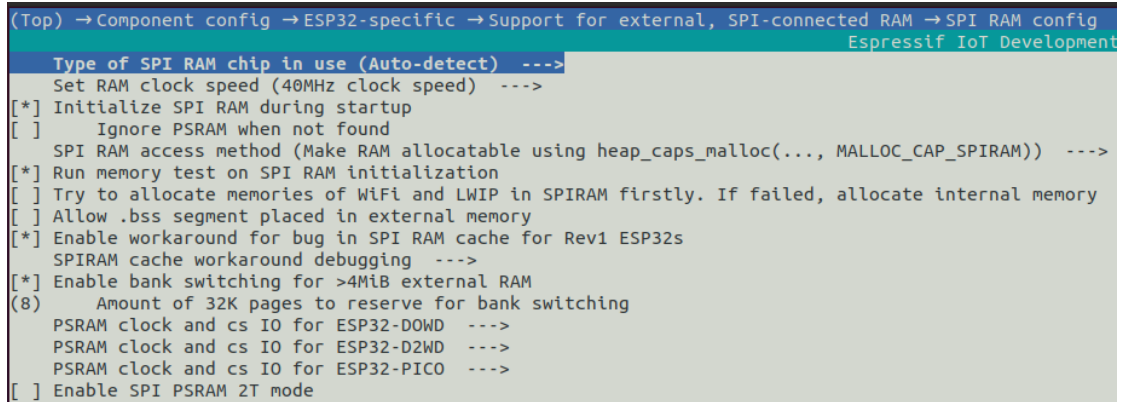 (Top) → Component config → ESP32-specific → Support for external, SPI-connected RAM → SPI RAM config
Espressif IoT Development
Type of SPI RAM chip in use (Auto-detect)  --->
Set RAM clock speed (40MHz clock speed)  --->
[*] Initialize SPI RAM during startup
[ ]     Ignore PSRAM when not found
SPI RAM access method (Make RAM allocatable using heap_caps_malloc(..., MALLOC_CAP_SPIRAM))  --->
[*] Run memory test on SPI RAM initialization
[ ] Try to allocate memories of WiFi and LWIP in SPIRAM firstly. If failed, allocate internal memory
[ ] Allow .bss segment placed in external memory
[*] Enable workaround for bug in SPI RAM cache for Rev1 ESP32s
SPIRAM cache workaround debugging  --->
[*] Enable bank switching for >4MiB external RAM
(8)     Amount of 32K pages to reserve for bank switching
PSRAM clock and cs IO for ESP32-DOWD  --->
PSRAM clock and cs IO for ESP32-D2WD  --->
PSRAM clock and cs IO for ESP32-PICO  --->
[ ] Enable SPI PSRAM 2T mode